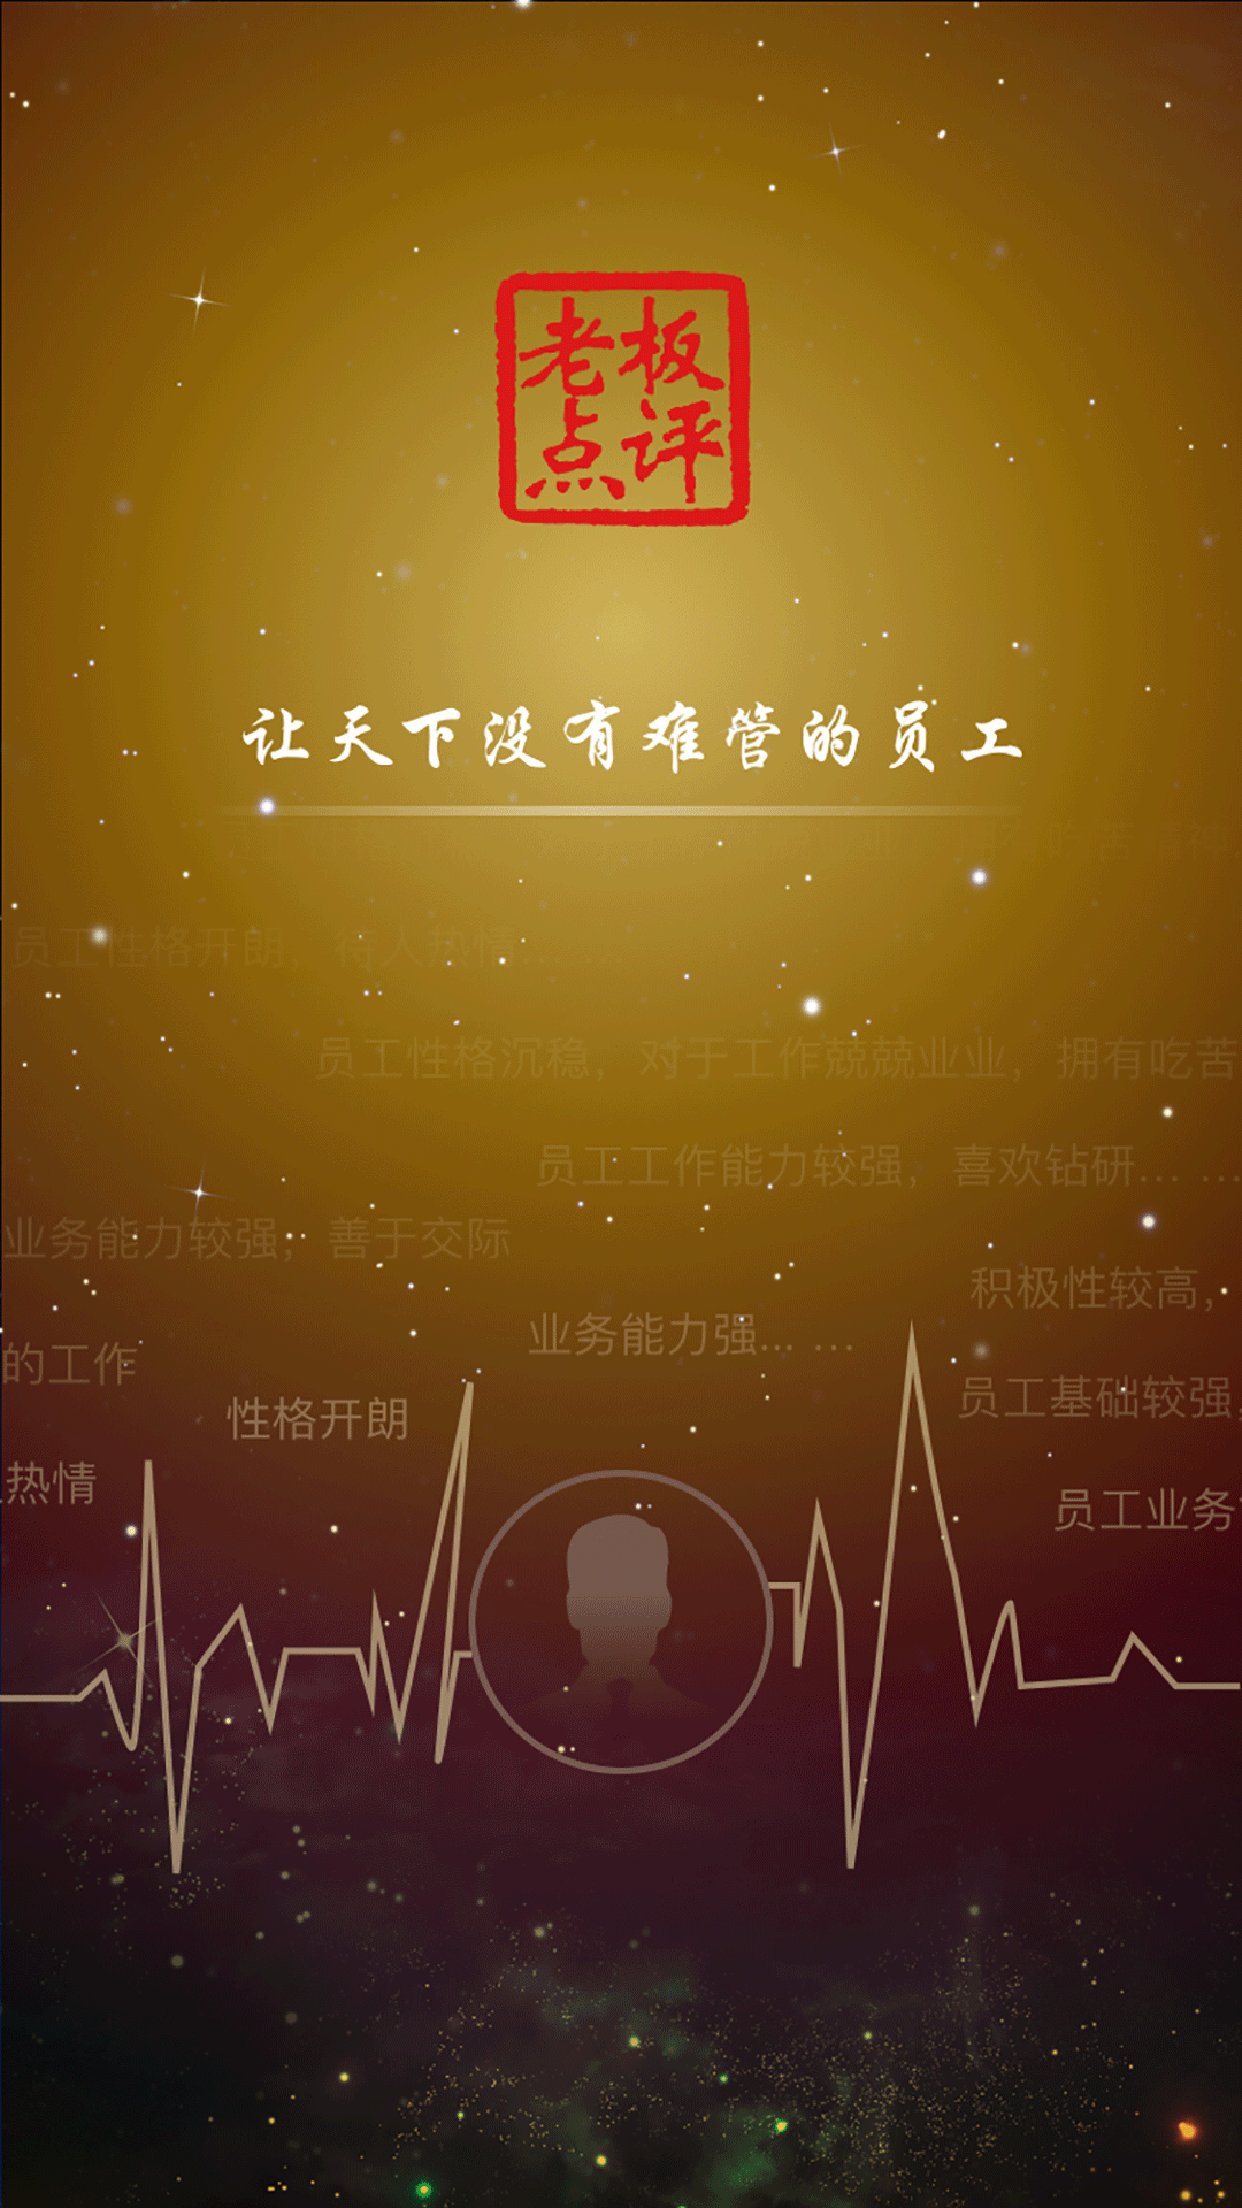 老板
点评
让天下没有难管的员工
吃苦精神
员工性格开朗，待人热情... ...
员工性格沉稳，对于工作兢兢业业，拥有吃苦
员工工作能力较强，喜欢钻研... ...
业务能力较强，善于交际
积极性较高，
业务能力强... ...
的工作
员工基础较强，
性格开朗
热情
员工业务